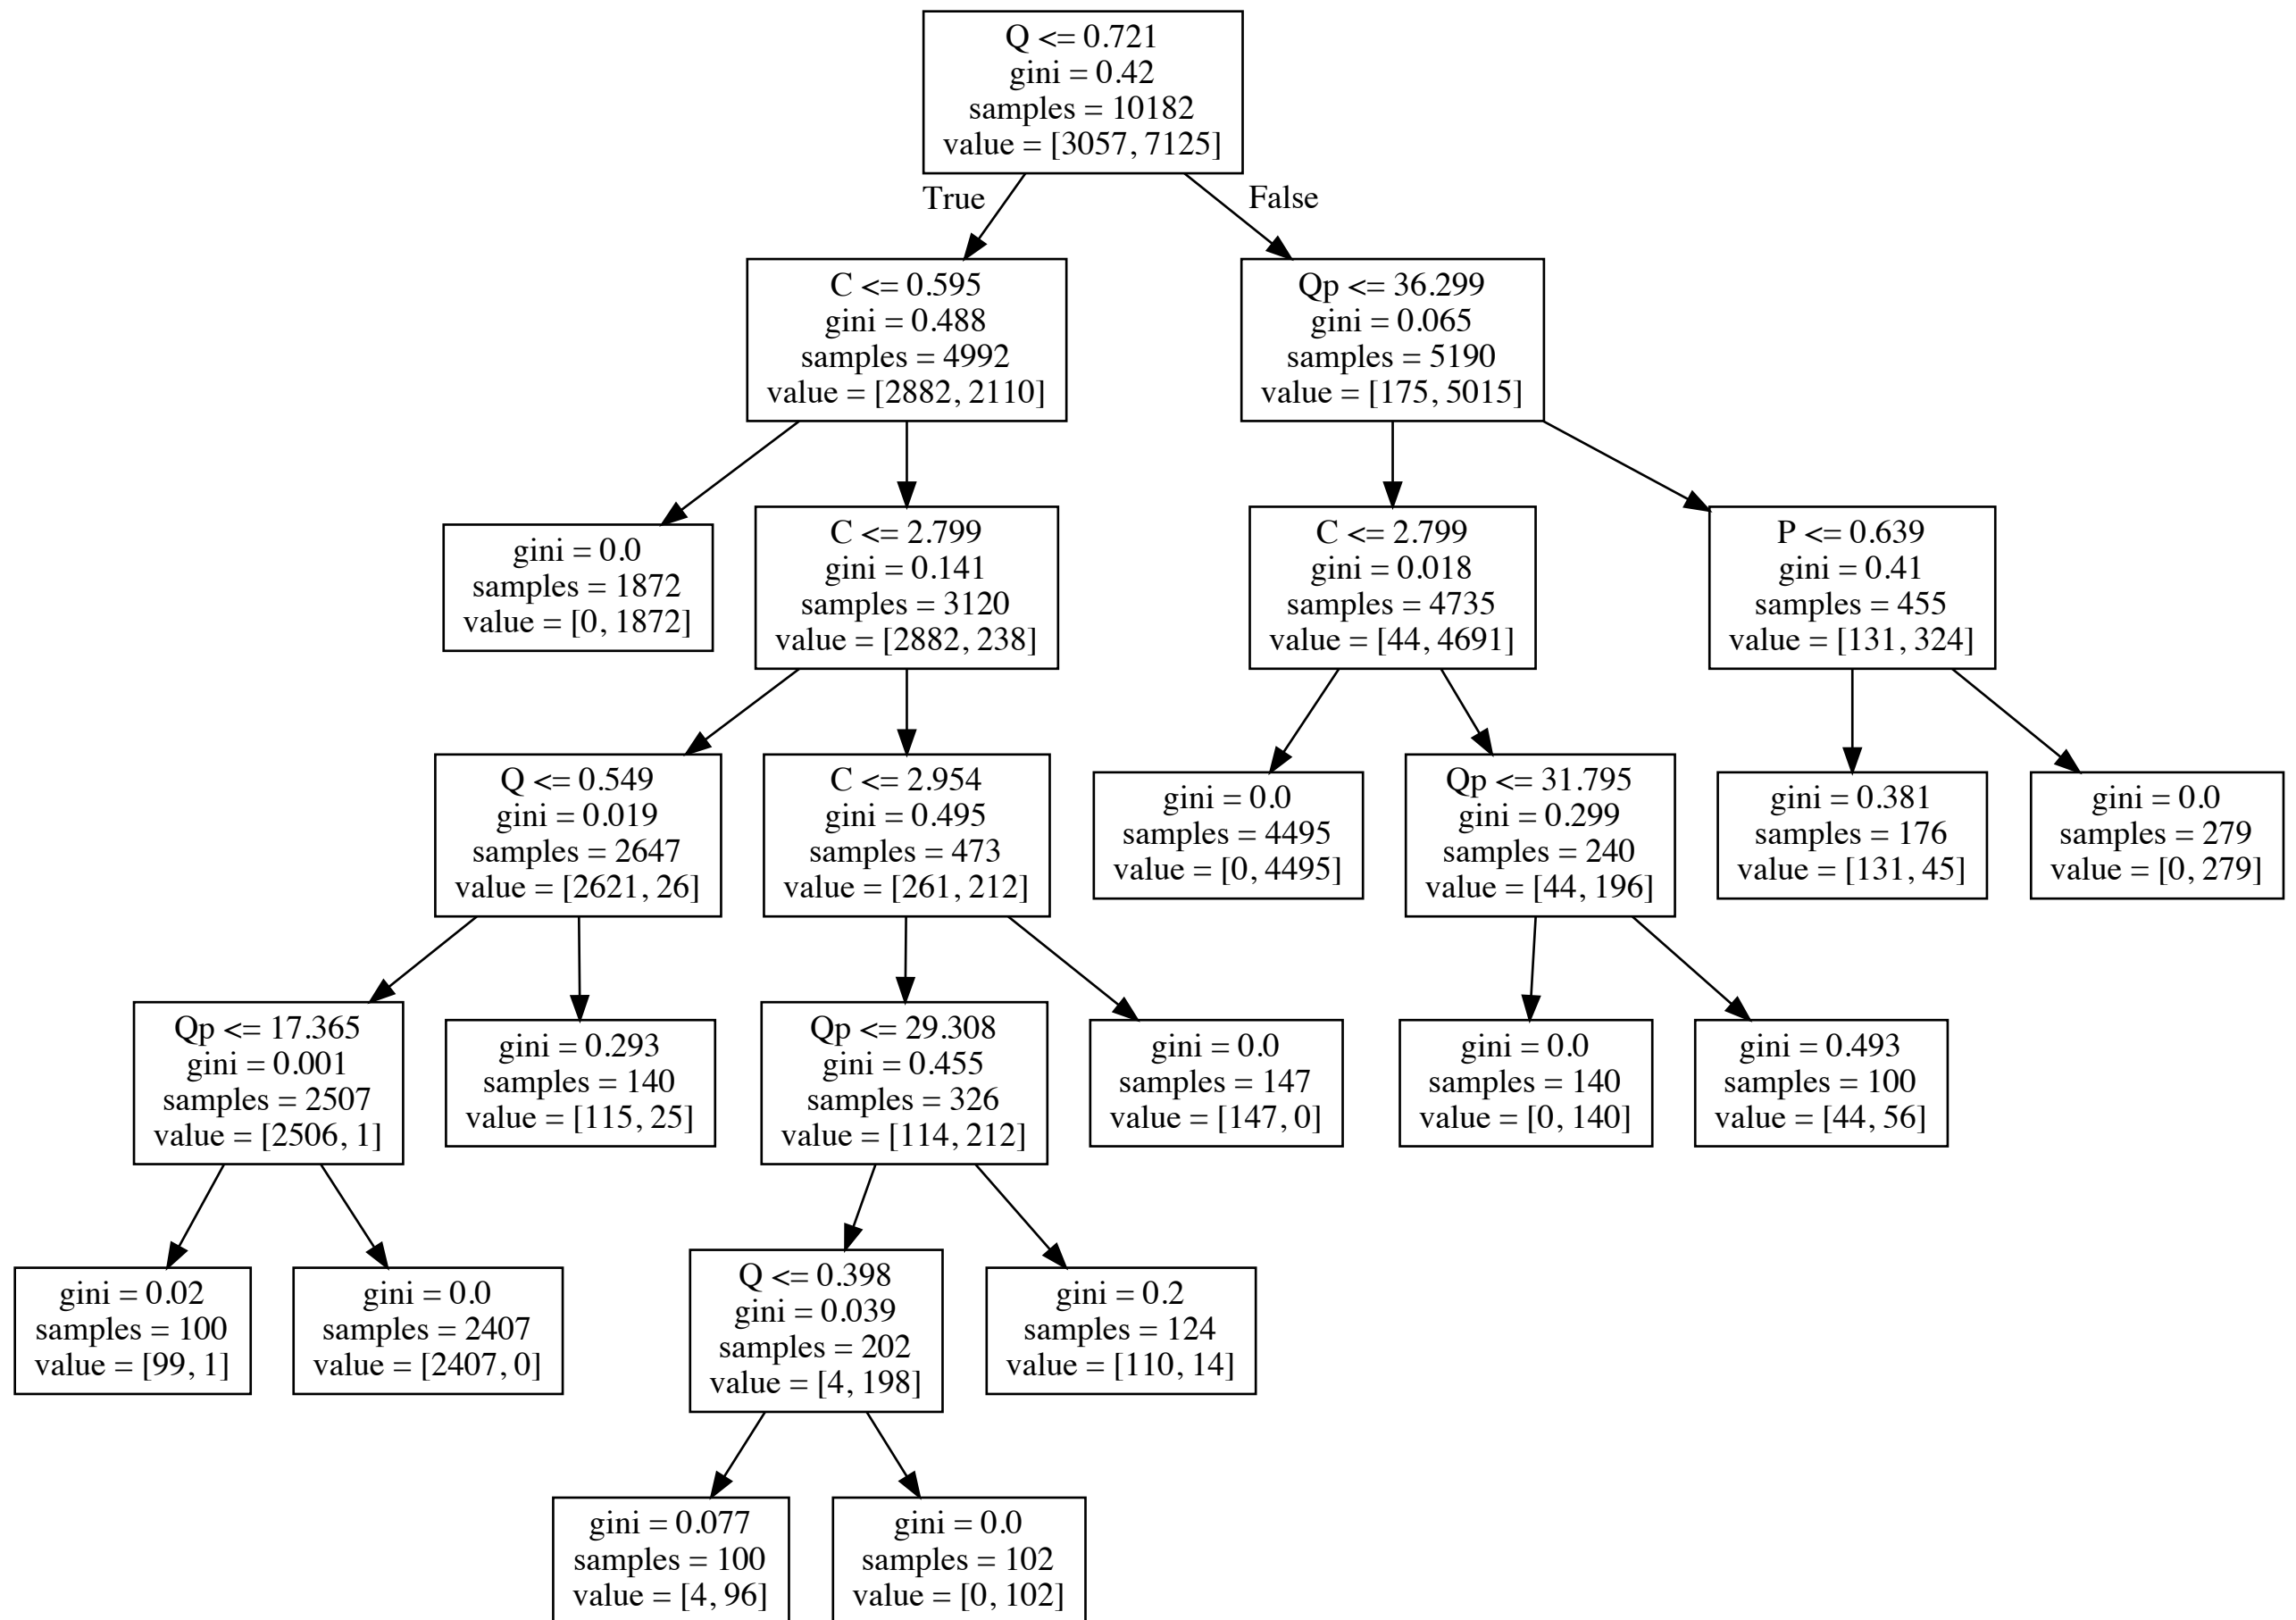 Q <= 0.721
gini = 0.42
samples = 10182
value = [3057, 7125]
True
False
C <= 0.595
gini = 0.488
samples = 4992
value = [2882, 2110]
Qp <= 36.299
gini = 0.065
samples = 5190
value = [175, 5015]
gini = 0.0
samples = 1872
value = [0, 1872]
C <= 2.799
gini = 0.141
samples = 3120
value = [2882, 238]
C <= 2.799
gini = 0.018
samples = 4735
value = [44, 4691]
P <= 0.639
gini = 0.41
samples = 455
value = [131, 324]
Q <= 0.549
gini = 0.019
samples = 2647
value = [2621, 26]
C <= 2.954
gini = 0.495
samples = 473
value = [261, 212]
gini = 0.0
samples = 4495
value = [0, 4495]
Qp <= 31.795
gini = 0.299
samples = 240
value = [44, 196]
gini = 0.381
samples = 176
value = [131, 45]
gini = 0.0
samples = 279
value = [0, 279]
Qp <= 17.365
gini = 0.001
samples = 2507
value = [2506, 1]
gini = 0.293
samples = 140
value = [115, 25]
Qp <= 29.308
gini = 0.455
samples = 326
value = [114, 212]
gini = 0.0
samples = 147
value = [147, 0]
gini = 0.0
samples = 140
value = [0, 140]
gini = 0.493
samples = 100
value = [44, 56]
gini = 0.02
samples = 100
value = [99, 1]
gini = 0.0
samples = 2407
value = [2407, 0]
Q <= 0.398
gini = 0.039
samples = 202
value = [4, 198]
gini = 0.2
samples = 124
value = [110, 14]
gini = 0.077
samples = 100
value = [4, 96]
gini = 0.0
samples = 102
value = [0, 102]